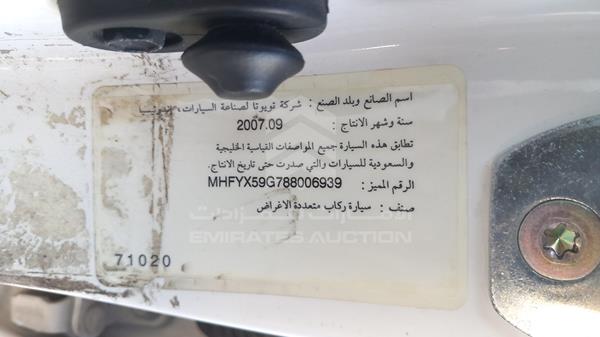 اسم الصانع وبلد الصنع : شركة تويوتا لصناعة السيارات ،
سنة وشهر الانتاج : 2007.09
تطابق هذه السيارة جميع المواصفات القياسية الخليجية
والسعودية للسيارات والتي صدرت حتى تاريخ الانتاج.
الرقم المميز : MHFYX59G788006939
صنف : سيارة ركاب متعددة الاغراض
الإمارات للمزادات
EMIRATES AUCTION
71020